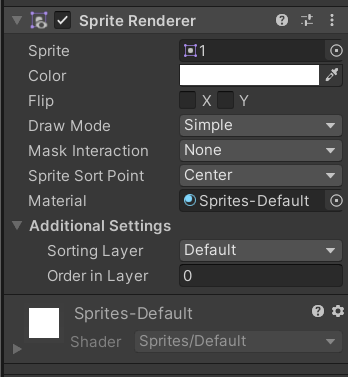 Sprite Renderer
Sprite 1
Color
Flip X Y
Draw Mode Simple
Mask Interaction None
Sprite Sort Point Center
Material Sprites-Default
Additional Settings
Sorting Layer Default
Order in Layer 0
Sprites-Default
Shader Sprites/Default